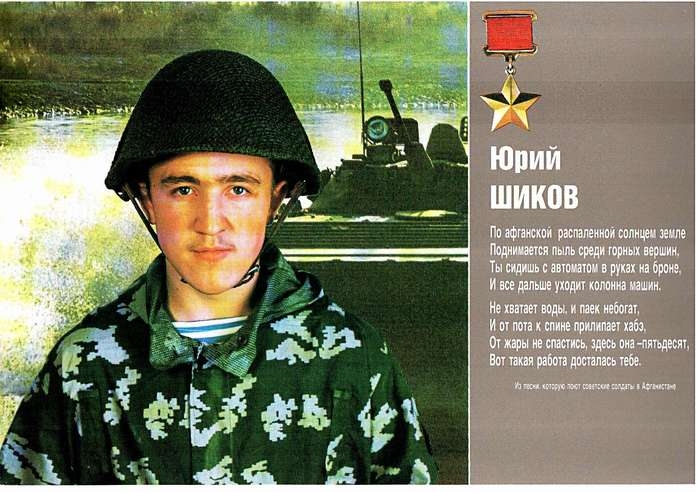 Юрий
ШИКОВ
По афганской распаленной солнцем земле
Поднимается пыль среди горных вершин,
Ты сидишь с автоматом в руках на броне,
И все дальше уходит колонна машин.
Не хватает воды, и паек небогат,
И от пота к спине прилипает хабэ,
От жары не спастись, здесь она –пятьдесят,
Вот такая работа досталась тебе.
Из песни, которую поют советские солдаты в Афганистане